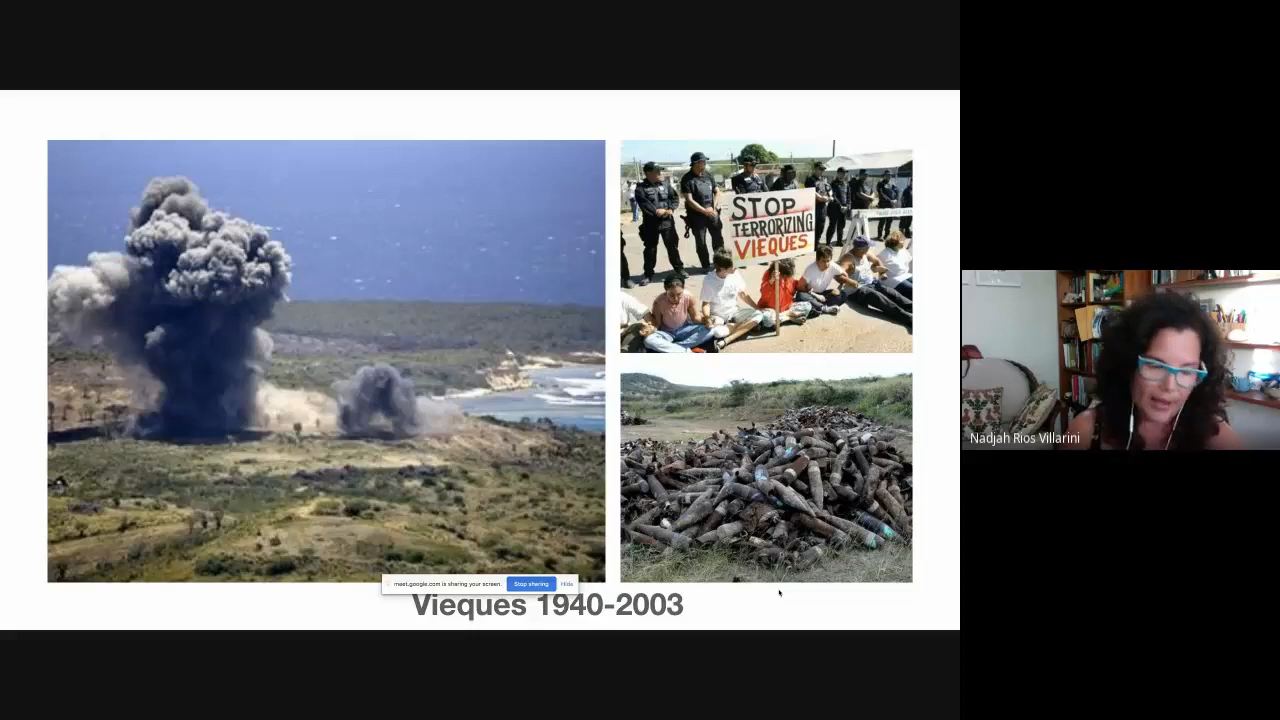 STOP
TERRORIZING
VIEQUES
meet.google.com is sharing your screen.
Stop sharing
Hide
Vieques 1940-2003
Nadjah Rios Villarini